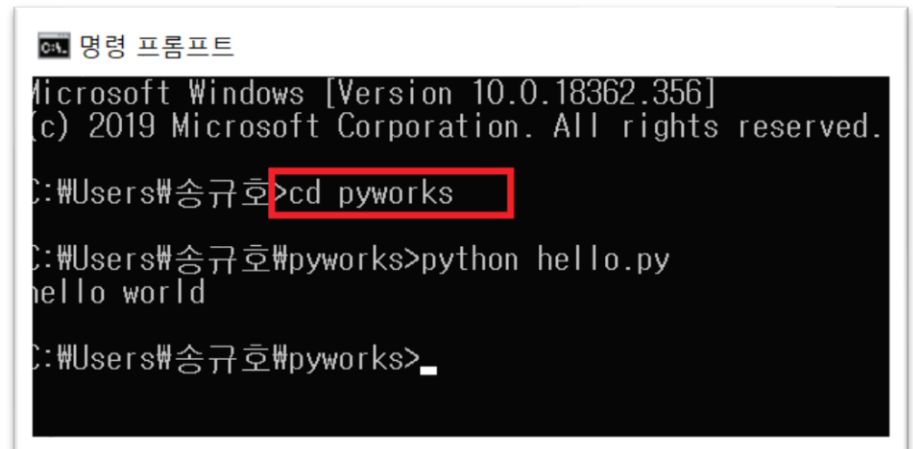 명령 프롬프트
Microsoft Windows [Version 10.0.18362.356]
(c) 2019 Microsoft Corporation. All rights reserved.
C:₩Users₩송규호>cd pyworks
C:₩Users₩송규호₩pyworks>python hello.py
hello world
C:₩Users₩송규호₩pyworks>